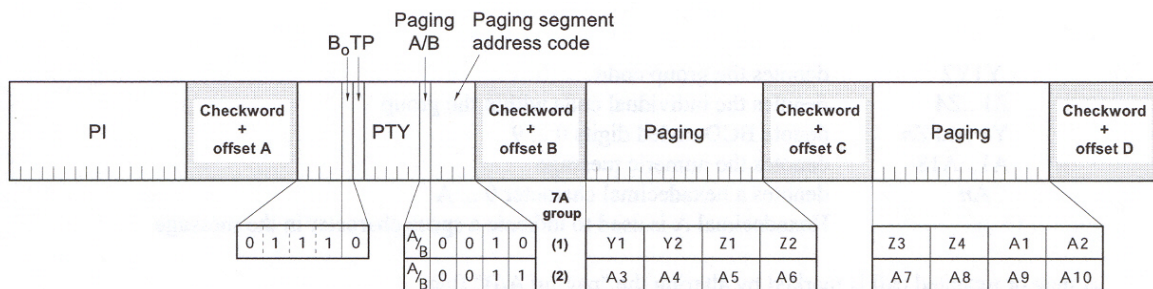 Paging Paging segment
BₒTP A/B address code
PI
Checkword + offset A
PTY
Checkword + offset B
Paging
Checkword + offset C
Paging
Checkword + offset D
7A group
0 1 1 1 0
A/B 0 0 1 0 (1) Y1 Y2 Z1 Z2 Z3 Z4 A1 A2
A/B 0 0 1 1 (2) A3 A4 A5 A6 A7 A8 A9 A10